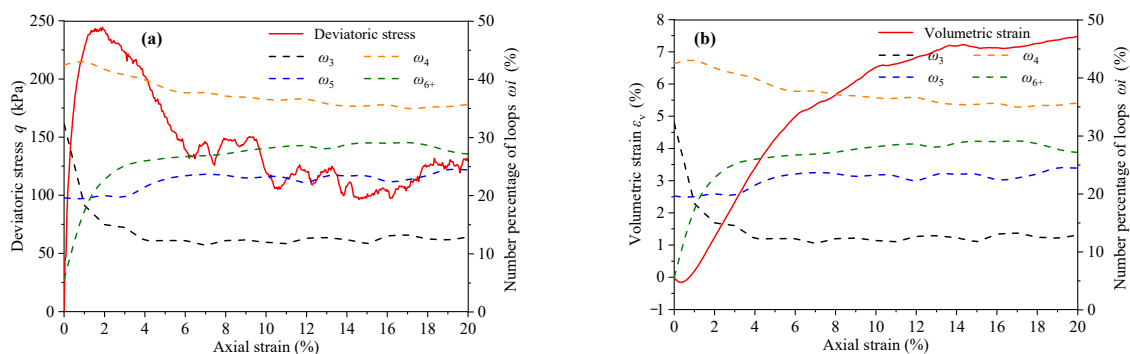 (a)
Deviatoric stress
ω3
ω4
ω5
ω6+
Deviatoric stress q (kPa)
250
200
150
100
50
0
50
40
30
20
10
0
Number percentage of loops ωi (%)
0 2 4 6 8 10 12 14 16 18 20
Axial strain (%)
(b)
Volumetric strain
ω3
ω4
ω5
ω6+
Volumetric strain εv (%)
8
7
6
5
4
3
2
1
0
−1
50
40
30
20
10
0
Number percentage of loops ωi (%)
0 2 4 6 8 10 12 14 16 18 20
Axial strain (%)